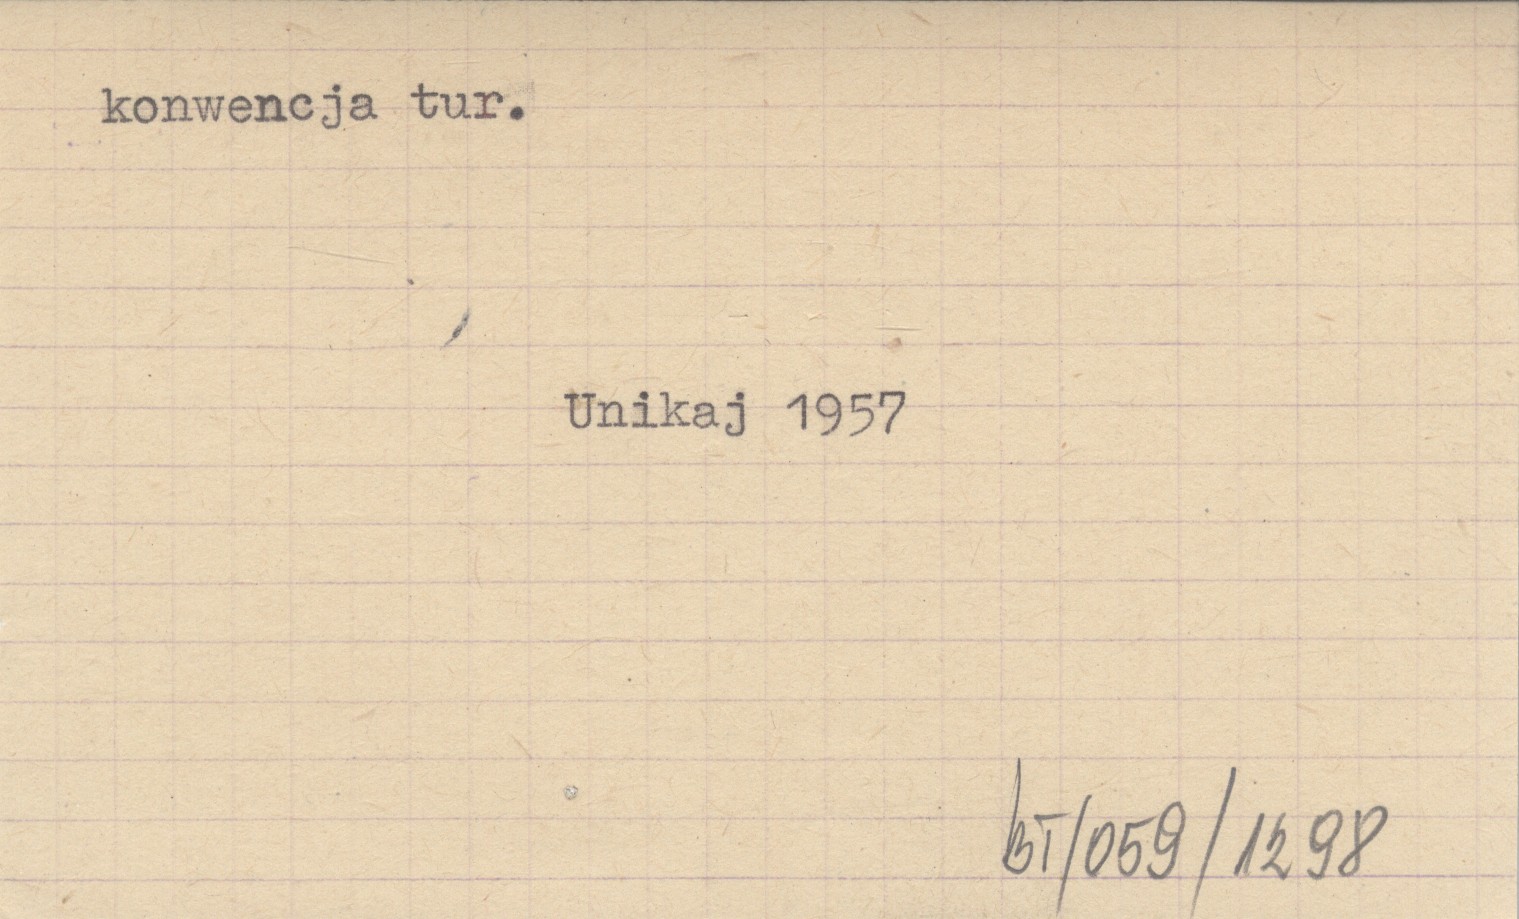 konwencja tur.
Unikaj 1957
BT/059/1298